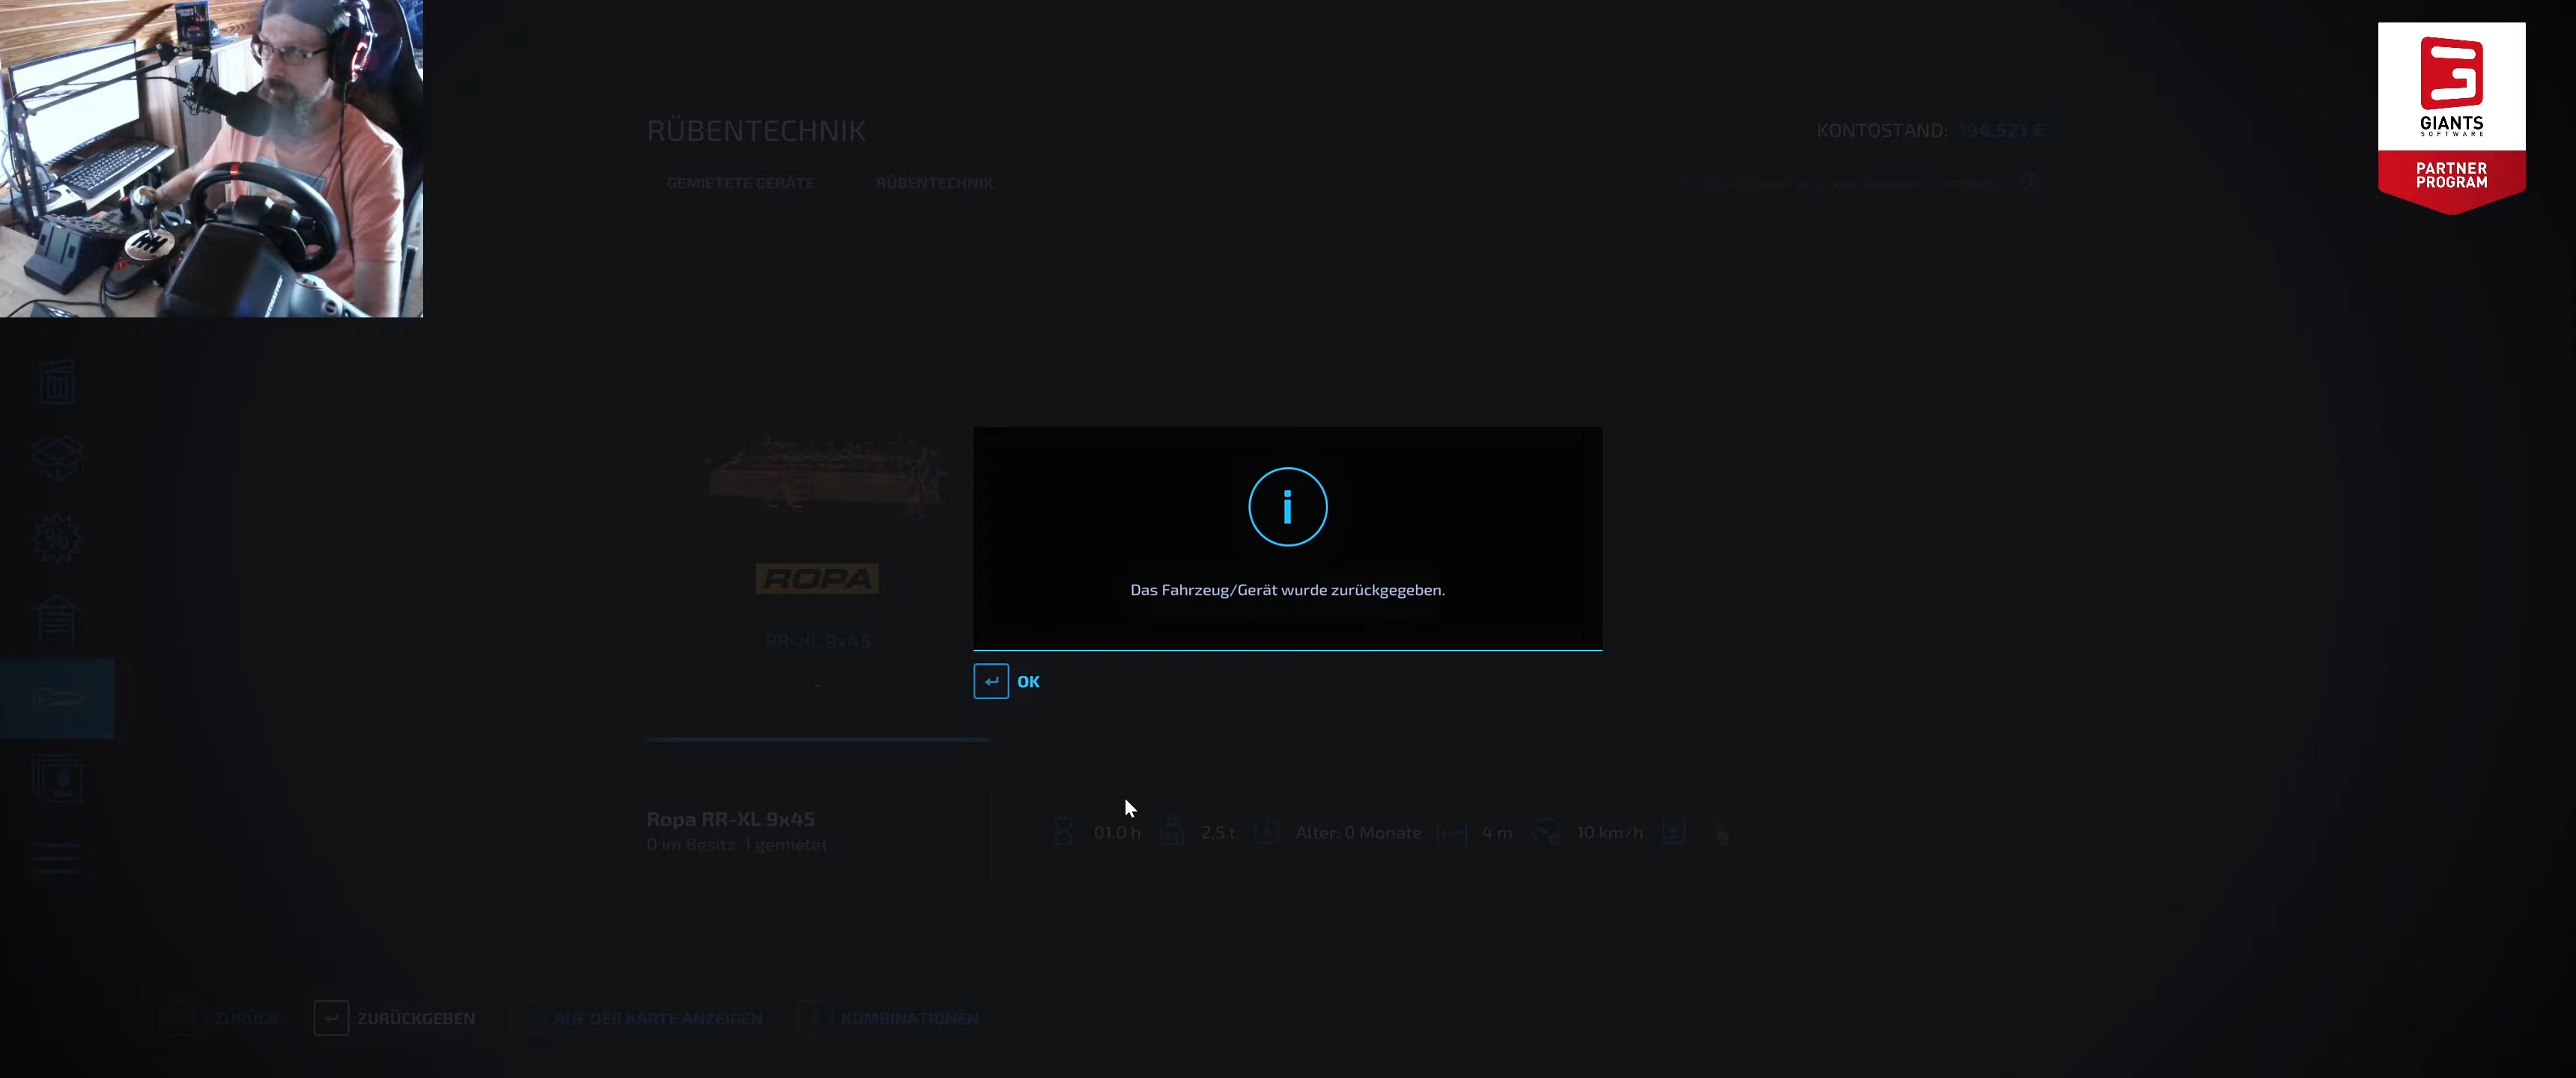 RÜBENTECHNIK
KONTOSTAND: 194.521 €
GEMIETETE GERÄTE
RÜBENTECHNIK
GIANTS
SOFTWARE
PARTNER
PROGRAM
ROPA
RR-XL 9x45
-
i
Das Fahrzeug/Gerät wurde zurückgegeben.
OK
Ropa RR-XL 9x45
0 im Besitz. 1 gemietet
01.0 h
2,5 t
Alter: 0 Monate
4 m
10 km/h
ZURÜCK
ZURÜCKGEBEN
AUF DER KARTE ANZEIGEN
KOMBINATIONEN